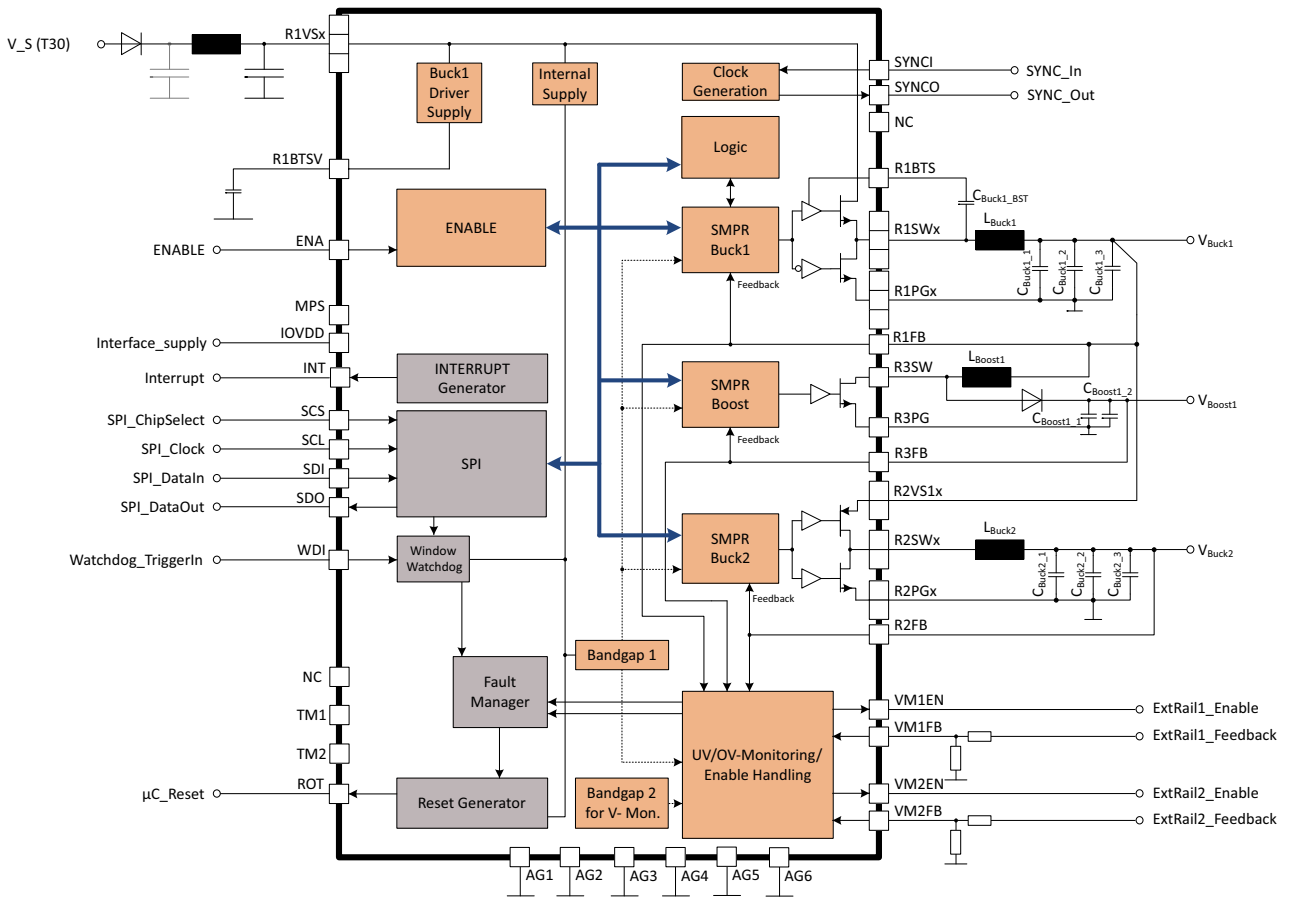 V_S (T30)
R1VSx
Buck1
Driver
Supply
Internal
Supply
Clock
Generation
SYNCI
SYNC_In
SYNCO
SYNC_Out
NC
R1BTSV
Logic
R1BTS
CBuck1_BST
ENABLE
ENA
ENABLE
SMPR
Buck1
Feedback
R1SWx
LBuck1
VBuck1
CBuck1_1
CBuck1_2
CBuck1_3
R1PGx
MPS
IOVDD
Interface_supply
R1FB
INT
Interrupt
INTERRUPT
Generator
SMPR
Boost
Feedback
R3SW
LBoost1
CBoost1_2
CBoost1_1
VBoost1
R3PG
SCS
SPI_ChipSelect
SCL
SPI_Clock
SDI
SPI_DataIn
SDO
SPI_DataOut
SPI
R3FB
R2VS1x
WDI
Watchdog_TriggerIn
Window
Watchdog
SMPR
Buck2
Feedback
R2SWx
LBuck2
VBuck2
CBuck2_1
CBuck2_2
CBuck2_3
R2PGx
R2FB
Bandgap 1
NC
TM1
TM2
Fault
Manager
UV/OV-Monitoring/
Enable Handling
VM1EN
ExtRail1_Enable
VM1FB
ExtRail1_Feedback
ROT
µC_Reset
Reset Generator
Bandgap 2
for V- Mon.
VM2EN
ExtRail2_Enable
VM2FB
ExtRail2_Feedback
AG1
AG2
AG3
AG4
AG5
AG6